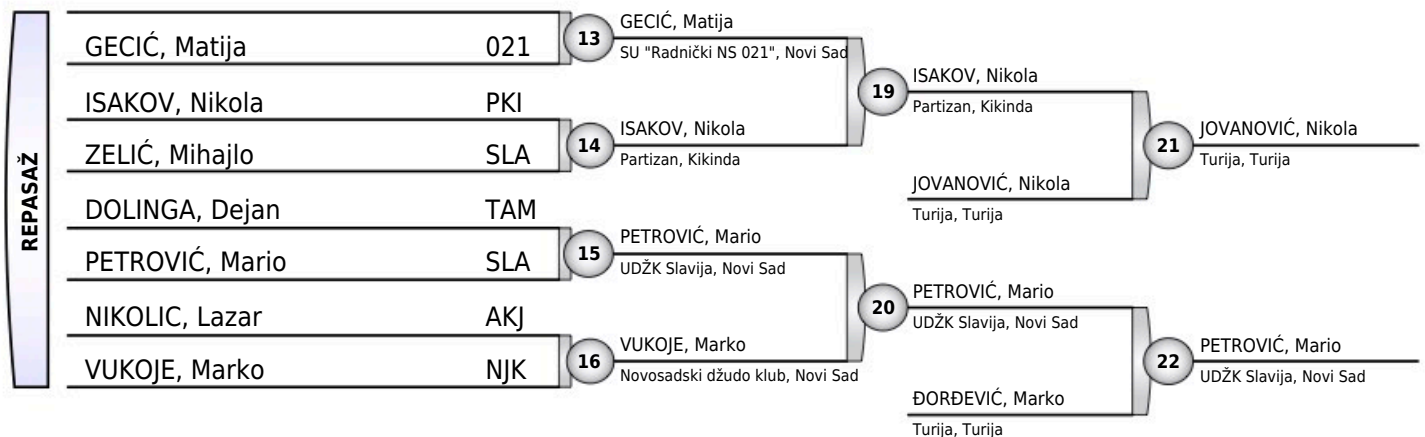 REPASAŽ
GECIĆ, Matija 021
ISAKOV, Nikola PKI
ZELIĆ, Mihajlo SLA
DOLINGA, Dejan TAM
PETROVIĆ, Mario SLA
NIKOLIC, Lazar AKJ
VUKOJE, Marko NJK
13
GECIĆ, Matija
SU "Radnički NS 021", Novi Sad
14
ISAKOV, Nikola
Partizan, Kikinda
15
PETROVIĆ, Mario
UDŽK Slavija, Novi Sad
16
VUKOJE, Marko
Novosadski džudo klub, Novi Sad
19
ISAKOV, Nikola
Partizan, Kikinda
JOVANOVIĆ, Nikola
Turija, Turija
20
PETROVIĆ, Mario
UDŽK Slavija, Novi Sad
ĐORĐEVIĆ, Marko
Turija, Turija
21
JOVANOVIĆ, Nikola
Turija, Turija
22
PETROVIĆ, Mario
UDŽK Slavija, Novi Sad